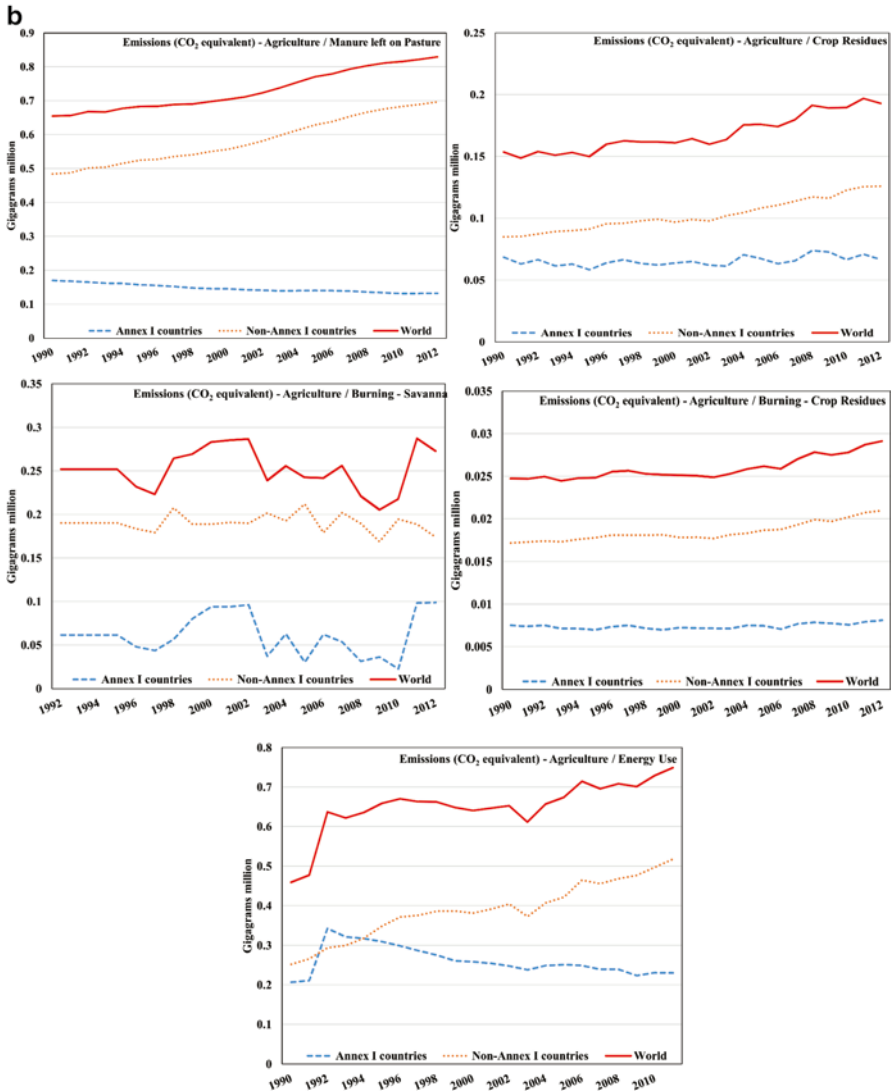 b
Emissions (CO₂ equivalent) - Agriculture / Manure left on Pasture
Gigagrams million
0.9
0.8
0.7
0.6
0.5
0.4
0.3
0.2
0.1
0
Annex I countries Non-Annex I countries World
1990 1992 1994 1996 1998 2000 2002 2004 2006 2008 2010 2012
Emissions (CO₂ equivalent) - Agriculture / Crop Residues
Gigagrams million
0.25
0.2
0.15
0.1
0.05
0
Annex I countries Non-Annex I countries World
1990 1992 1994 1996 1998 2000 2002 2004 2006 2008 2010 2012
Emissions (CO₂ equivalent) - Agriculture / Burning - Savanna
Gigagrams million
0.35
0.3
0.25
0.2
0.15
0.1
0.05
0
Annex I countries Non-Annex I countries World
1992 1994 1996 1998 2000 2002 2004 2006 2008 2010 2012
Emissions (CO₂ equivalent) - Agriculture / Burning - Crop Residues
Gigagrams million
0.035
0.03
0.025
0.02
0.015
0.01
0.005
0
Annex I countries Non-Annex I countries World
1990 1992 1994 1996 1998 2000 2002 2004 2006 2008 2010 2012
Emissions (CO₂ equivalent) - Agriculture / Energy Use
Gigagrams million
0.8
0.7
0.6
0.5
0.4
0.3
0.2
0.1
0
Annex I countries Non-Annex I countries World
1990 1992 1994 1996 1998 2000 2002 2004 2006 2008 2010